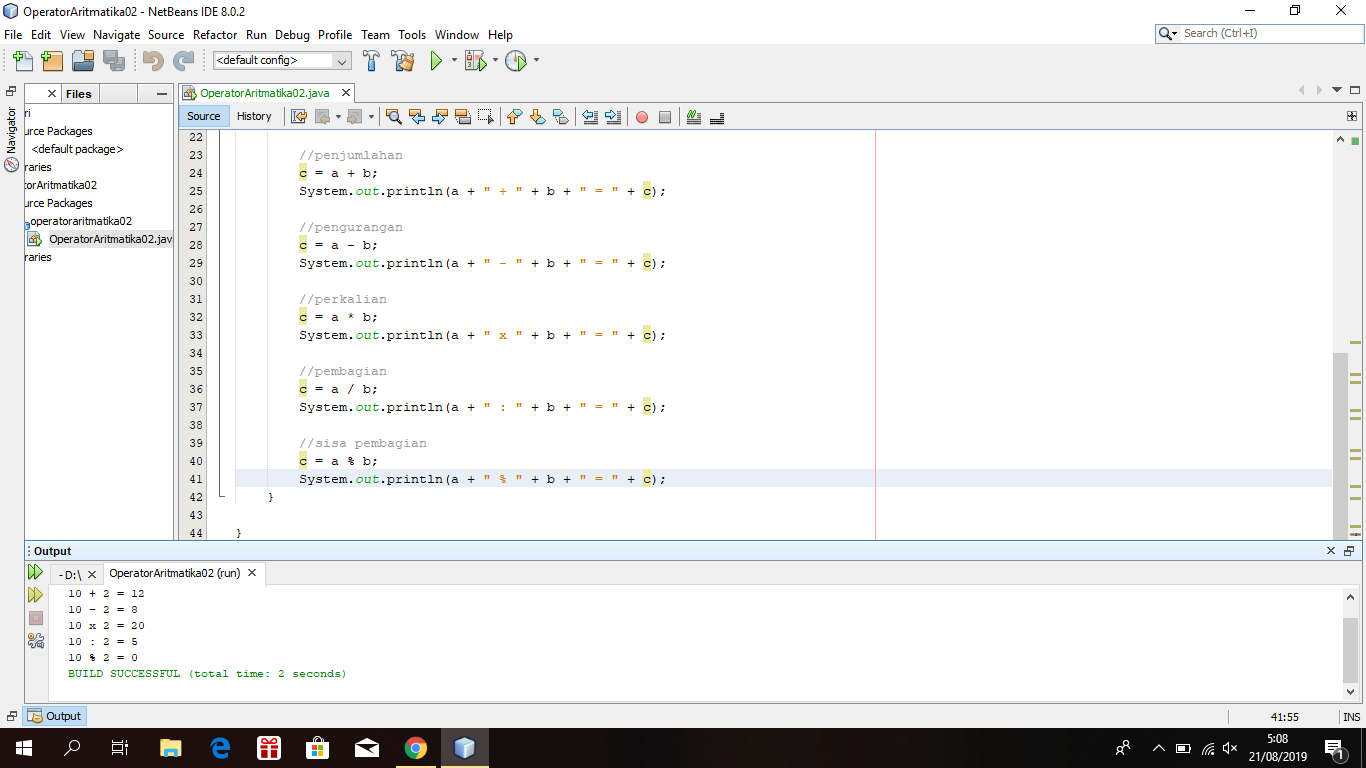 OperatorAritmatika02 - NetBeans IDE 8.0.2
File Edit View Navigate Source Refactor Run Debug Profile Team Tools Window Help
Search (Ctrl+I)
<default config>
Files
OperatorAritmatika02.java
Navigator
ri
urce Packages
<default package>
raries
torAritmatika02
urce Packages
operatoraritmatika02
OperatorAritmatika02.jav
raries
Source History
22
23 //penjumlahan
24 c = a + b;
25 System.out.println(a + " + " + b + " = " + c);
26
27 //pengurangan
28 c = a - b;
29 System.out.println(a + " - " + b + " = " + c);
30
31 //perkalian
32 c = a * b;
33 System.out.println(a + " x " + b + " = " + c);
34
35 //pembagian
36 c = a / b;
37 System.out.println(a + " : " + b + " = " + c);
38
39 //sisa pembagian
40 c = a % b;
41 System.out.println(a + " % " + b + " = " + c);
42 }
43
44 }
Output
-D:\
OperatorAritmatika02 (run)
10 + 2 = 12
10 - 2 = 8
10 x 2 = 20
10 : 2 = 5
10 % 2 = 0
BUILD SUCCESSFUL (total time: 2 seconds)
Output
41:55
INS
5:08
21/08/2019
1